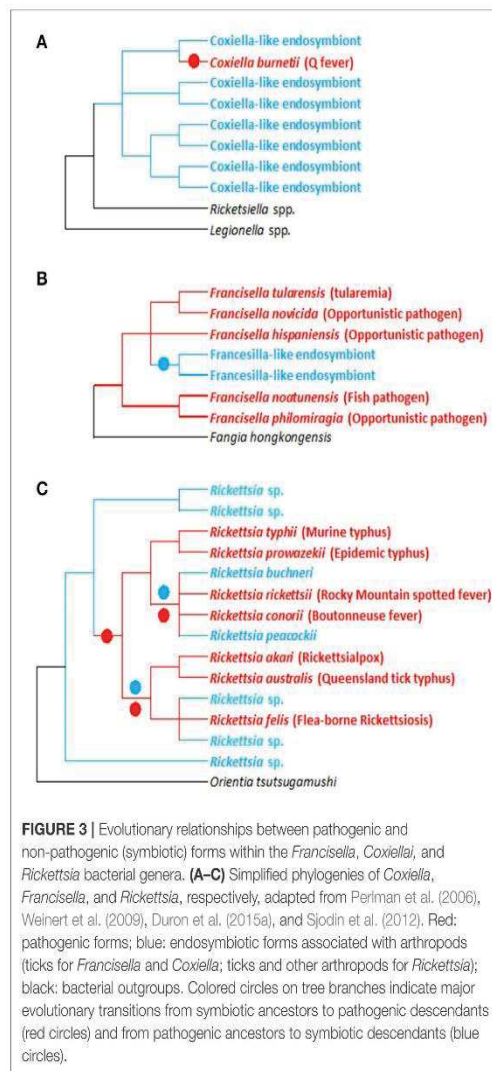 A
Coxiella-like endosymbiont
Coxiella burnetii (Q fever)
Coxiella-like endosymbiont
Coxiella-like endosymbiont
Coxiella-like endosymbiont
Coxiella-like endosymbiont
Coxiella-like endosymbiont
Coxiella-like endosymbiont
Ricketsiella spp.
Legionella spp.
B
Francisella tularensis (tularemia)
Francisella novicida (Opportunistic pathogen)
Francisella hispaniensis (Opportunistic pathogen)
Francesilla-like endosymbiont
Francesilla-like endosymbiont
Francisella noatunensis (Fish pathogen)
Francisella philomiragia (Opportunistic pathogen)
Fangia hongkongensis
C
Rickettsia sp.
Rickettsia sp.
Rickettsia typhii (Murine typhus)
Rickettsia prowazekii (Epidemic typhus)
Rickettsia buchneri
Rickettsia rickettsii (Rocky Mountain spotted fever)
Rickettsia conorii (Boutonneuse fever)
Rickettsia peacockii
Rickettsia akari (Rickettsialpox)
Rickettsia australis (Queensland tick typhus)
Rickettsia sp.
Rickettsia felis (Flea-borne Rickettsiosis)
Rickettsia sp.
Rickettsia sp.
Orientia tsutsugamushi
FIGURE 3 | Evolutionary relationships between pathogenic and
non-pathogenic (symbiotic) forms within the Francisella, Coxiellai, and
Rickettsia bacterial genera. (A–C) Simplified phylogenies of Coxiella,
Francisella, and Rickettsia, respectively, adapted from Perlman et al. (2006),
Weinert et al. (2009), Duron et al. (2015a), and Sjodin et al. (2012). Red:
pathogenic forms; blue: endosymbiotic forms associated with arthropods
(ticks for Francisella and Coxiella; ticks and other arthropods for Rickettsia);
black: bacterial outgroups. Colored circles on tree branches indicate major
evolutionary transitions from symbiotic ancestors to pathogenic descendants
(red circles) and from pathogenic ancestors to symbiotic descendants (blue
circles).